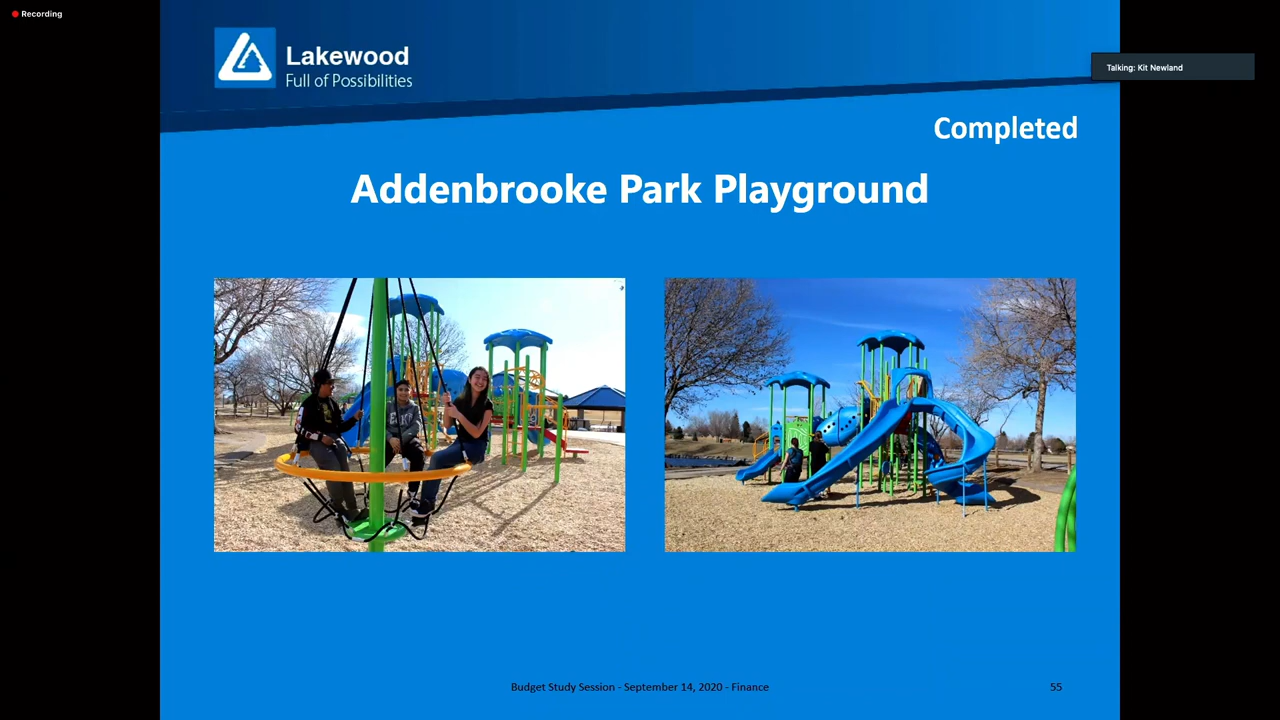 Recording
Lakewood
Full of Possibilities
Talking: Kit Newland
Completed
Addenbrooke Park Playground
Budget Study Session - September 14, 2020 - Finance
55